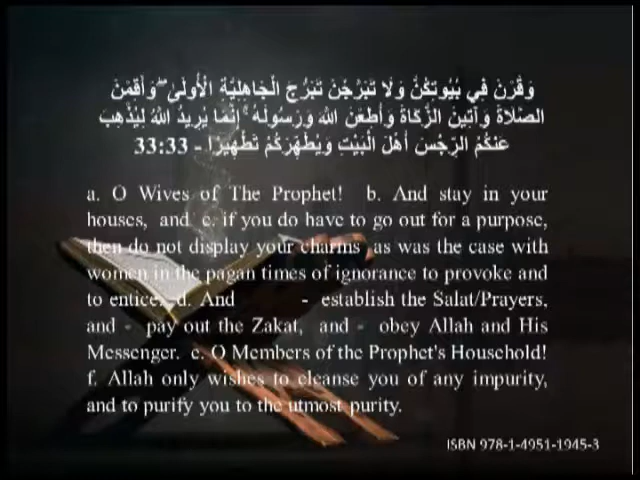 وَقَرْنَ فِي بُيُوتِكُنَّ وَلَا تَبَرَّجْنَ تَبَرُّجَ الْجَاهِلِيَّةِ الْأُولَىٰ ۖ وَأَقِمْنَ
الصَّلَاةَ وَآتِينَ الزَّكَاةَ وَأَطِعْنَ اللَّهَ وَرَسُولَهُ ۚ إِنَّمَا يُرِيدُ اللَّهُ لِيُذْهِبَ
عَنكُمُ الرِّجْسَ أَهْلَ الْبَيْتِ وَيُطَهِّرَكُمْ تَطْهِيرًا - 33:33
a. O Wives of The Prophet! b. And stay in your
houses, and c. if you do have to go out for a purpose,
then do not display your charms as was the case with
women in the pagan times of ignorance to provoke and
to entice. d. And - establish the Salat/Prayers,
and - pay out the Zakat, and - obey Allah and His
Messenger. e. O Members of the Prophet's Household!
f. Allah only wishes to cleanse you of any impurity,
and to purify you to the utmost purity.
ISBN 978-1-4951-1945-3